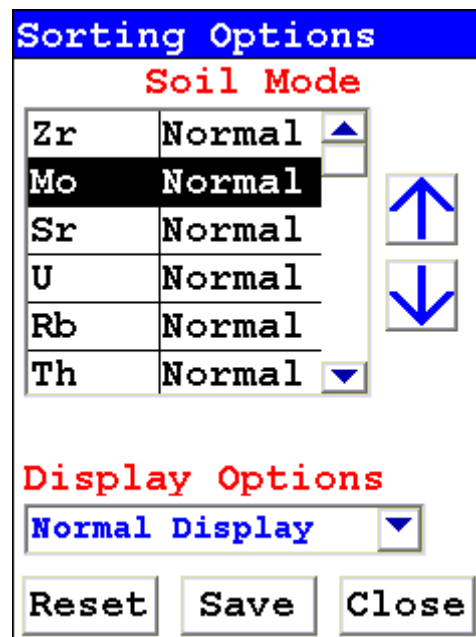 Sorting Options
Soil Mode
Zr Normal
Mo Normal
Sr Normal
U Normal
Rb Normal
Th Normal
Display Options
Normal Display
Reset Save Close